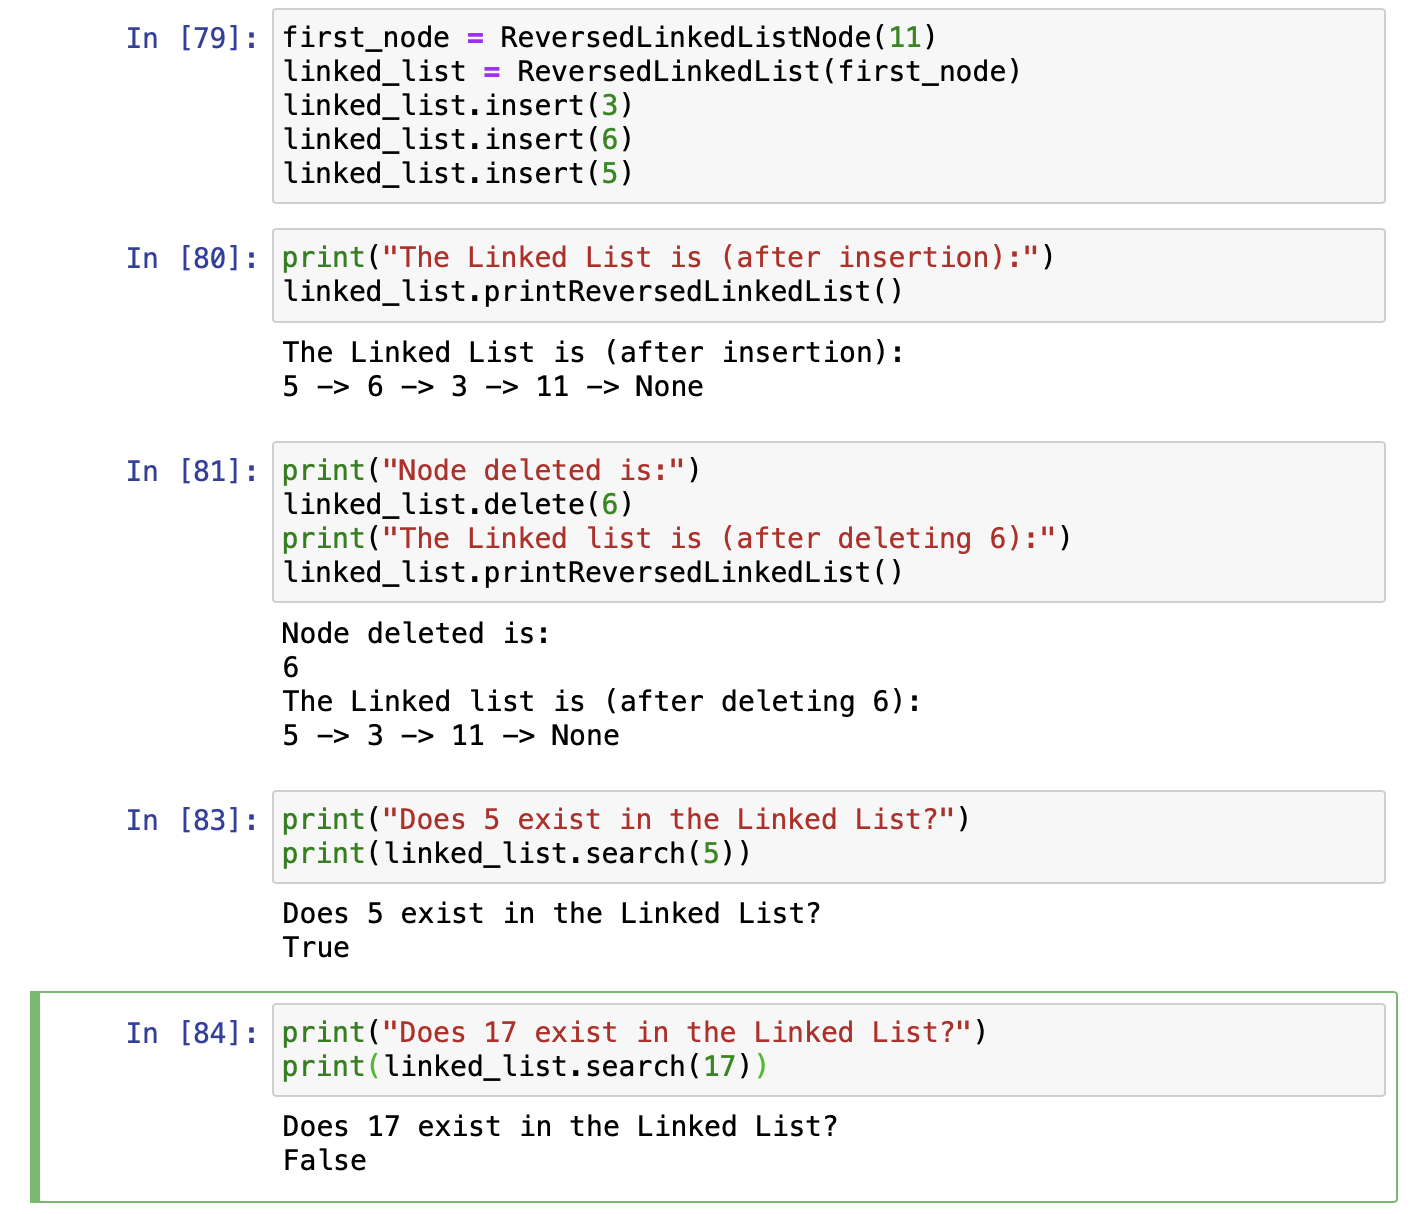 In [79]: first_node = ReversedLinkedListNode(11)
linked_list = ReversedLinkedList(first_node)
linked_list.insert(3)
linked_list.insert(6)
linked_list.insert(5)
In [80]: print("The Linked List is (after insertion):")
linked_list.printReversedLinkedList()
The Linked List is (after insertion):
5 -> 6 -> 3 -> 11 -> None
In [81]: print("Node deleted is:")
linked_list.delete(6)
print("The Linked list is (after deleting 6):")
linked_list.printReversedLinkedList()
Node deleted is:
6
The Linked list is (after deleting 6):
5 -> 3 -> 11 -> None
In [83]: print("Does 5 exist in the Linked List?")
print(linked_list.search(5))
Does 5 exist in the Linked List?
True
In [84]: print("Does 17 exist in the Linked List?")
print(linked_list.search(17))
Does 17 exist in the Linked List?
False